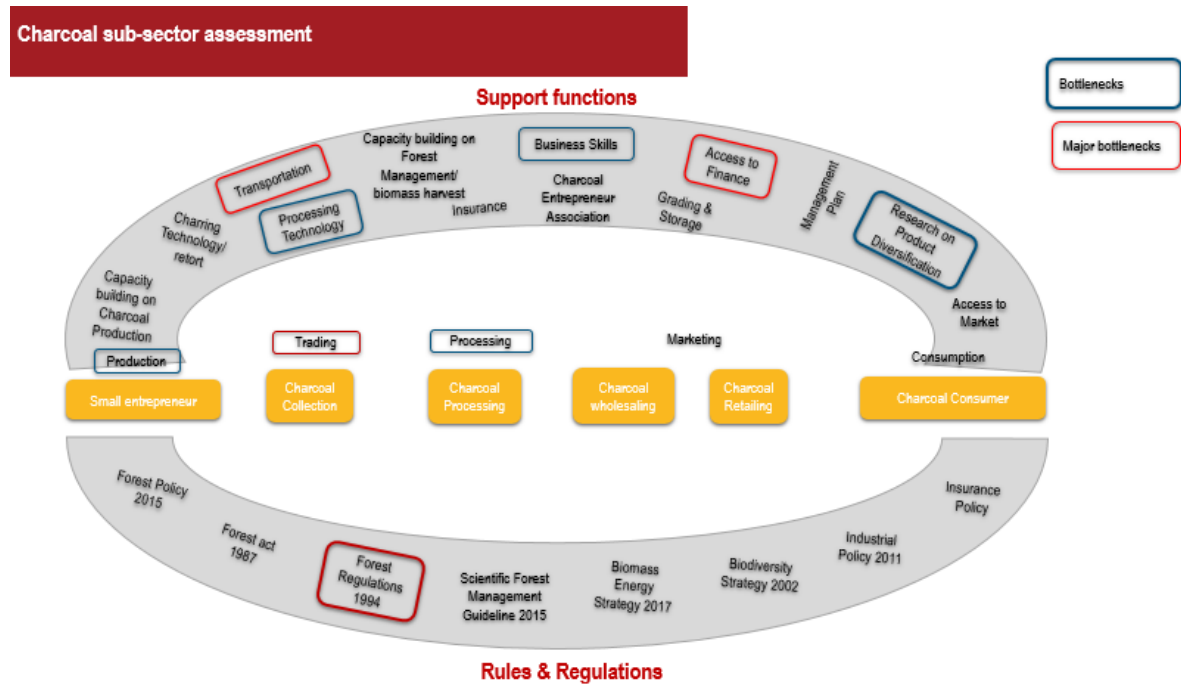 Charcoal sub-sector assessment
Bottlenecks
Major bottlenecks
Support functions
Capacity
building on
Charcoal
Production
Charring
Technology/
retort
Transportation
Processing
Technology
Capacity building on
Forest
Management/
biomass harvest
Insurance
Business Skills
Charcoal
Entrepreneur
Association
Access to
Finance
Grading &
Storage
Management
Plan
Research on
Product
Diversification
Access to
Market
Production
Trading
Processing
Marketing
Consumption
Small entrepreneur
Charcoal
Collection
Charcoal
Processing
Charcoal
wholesaling
Charcoal
Retailing
Charcoal Consumer
Forest Policy
2015
Forest act
1987
Forest
Regulations
1994
Scientific Forest
Management
Guideline 2015
Biomass
Energy
Strategy 2017
Biodiversity
Strategy 2002
Industrial
Policy 2011
Insurance
Policy
Rules & Regulations